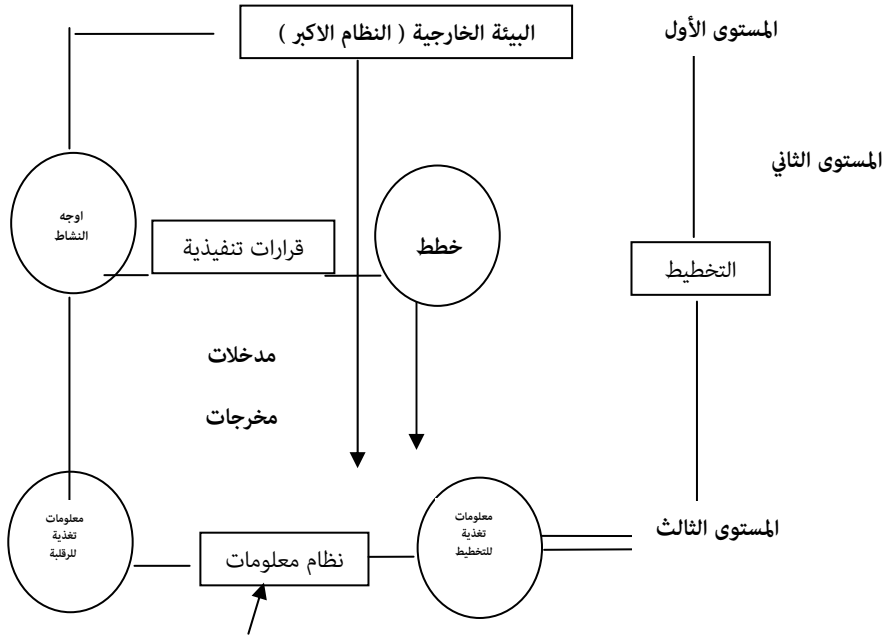 البيئة الخارجية ( النظام الاكبر )
المستوى الأول
المستوى الثاني
اوجه
النشاط
قرارات تنفيذية
خطط
التخطيط
مدخلات
مخرجات
معلومات
تغذية
للرقلبة
نظام معلومات
معلومات
تغذية
للتخطيط
المستوى الثالث